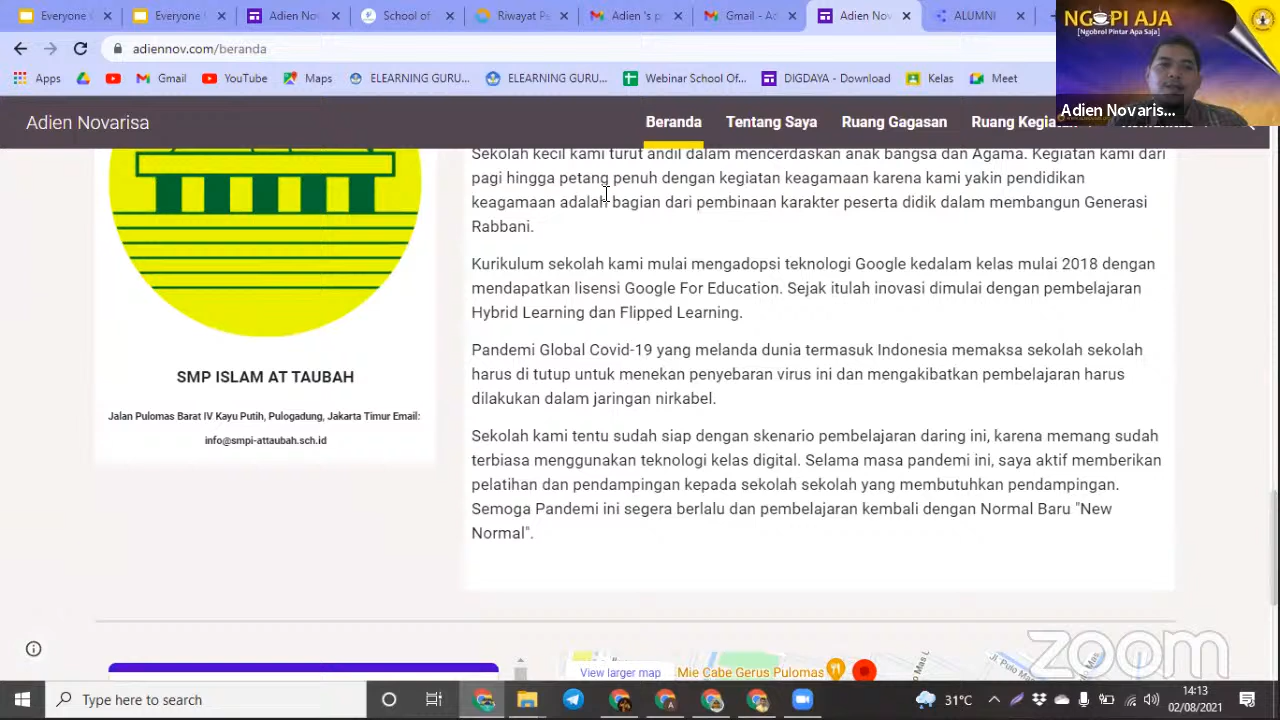 Everyone
Everyone
Adien Nov
School of
Riwayat Pe
Adien 's p
Gmail - Ad
Adien Nov
ALUMNI
NGOPI AJA
[Ngobrol Pintar Apa Saja]
adiennov.com/beranda
Apps
Gmail
YouTube
Maps
ELEARNING GURU...
ELEARNING GURU...
Webinar School Of...
DIGDAYA - Download
Kelas
Meet
Adien Novaris...
Adien Novarisa
Beranda
Tentang Saya
Ruang Gagasan
Sekolah kecil kami turut andil dalam mencerdaskan anak bangsa dan Agama. Kegiatan kami dari
pagi hingga petang penuh dengan kegiatan keagamaan karena kami yakin pendidikan
keagamaan adalah bagian dari pembinaan karakter peserta didik dalam membangun Generasi
Rabbani.
Kurikulum sekolah kami mulai mengadopsi teknologi Google kedalam kelas mulai 2018 dengan
mendapatkan lisensi Google For Education. Sejak itulah inovasi dimulai dengan pembelajaran
Hybrid Learning dan Flipped Learning.
Pandemi Global Covid-19 yang melanda dunia termasuk Indonesia memaksa sekolah sekolah
harus di tutup untuk menekan penyebaran virus ini dan mengakibatkan pembelajaran harus
dilakukan dalam jaringan nirkabel.
Sekolah kami tentu sudah siap dengan skenario pembelajaran daring ini, karena memang sudah
terbiasa menggunakan teknologi kelas digital. Selama masa pandemi ini, saya aktif memberikan
pelatihan dan pendampingan kepada sekolah sekolah yang membutuhkan pendampingan.
Semoga Pandemi ini segera berlalu dan pembelajaran kembali dengan Normal Baru "New
Normal".
SMP ISLAM AT TAUBAH
Jalan Pulomas Barat IV Kayu Putih, Pulogadung, Jakarta Timur Email:
info@smpi-attaubah.sch.id
View larger map
Mie Cabe Gerus Pulomas
zoom
Type here to search
31°C
14:13
02/08/2021